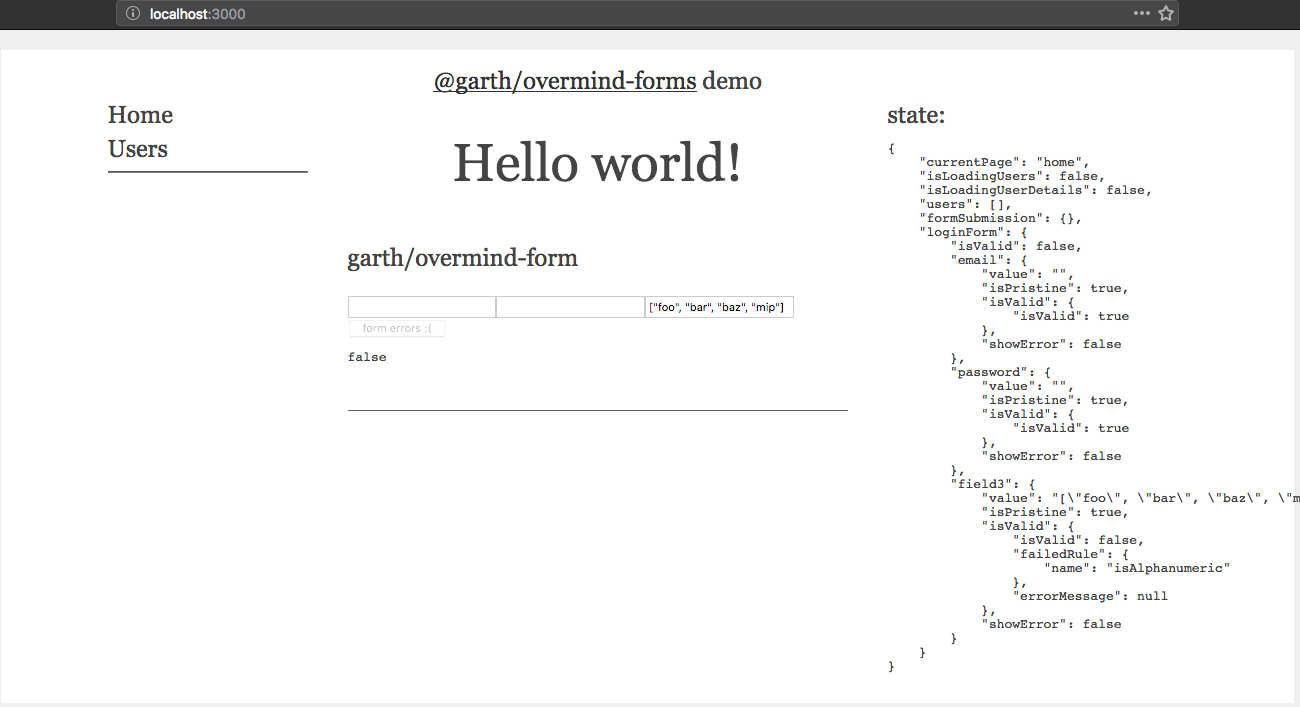 localhost:3000
@garth/overmind-forms demo
Home
Users
Hello world!
garth/overmind-form
["foo", "bar", "baz", "mip"]
form errors :(
false
state:
{
    "currentPage": "home",
    "isLoadingUsers": false,
    "isLoadingUserDetails": false,
    "users": [],
    "formSubmission": {},
    "loginForm": {
        "isValid": false,
        "email": {
            "value": "",
            "isPristine": true,
            "isValid": {
                "isValid": true
            },
            "showError": false
        },
        "password": {
            "value": "",
            "isPristine": true,
            "isValid": {
                "isValid": true
            },
            "showError": false
        },
        "field3": {
            "value": "[\"foo\", \"bar\", \"baz\", \"m
            "isPristine": true,
            "isValid": {
                "isValid": false,
                "failedRule": {
                    "name": "isAlphanumeric"
                },
                "errorMessage": null
            },
            "showError": false
        }
    }
}